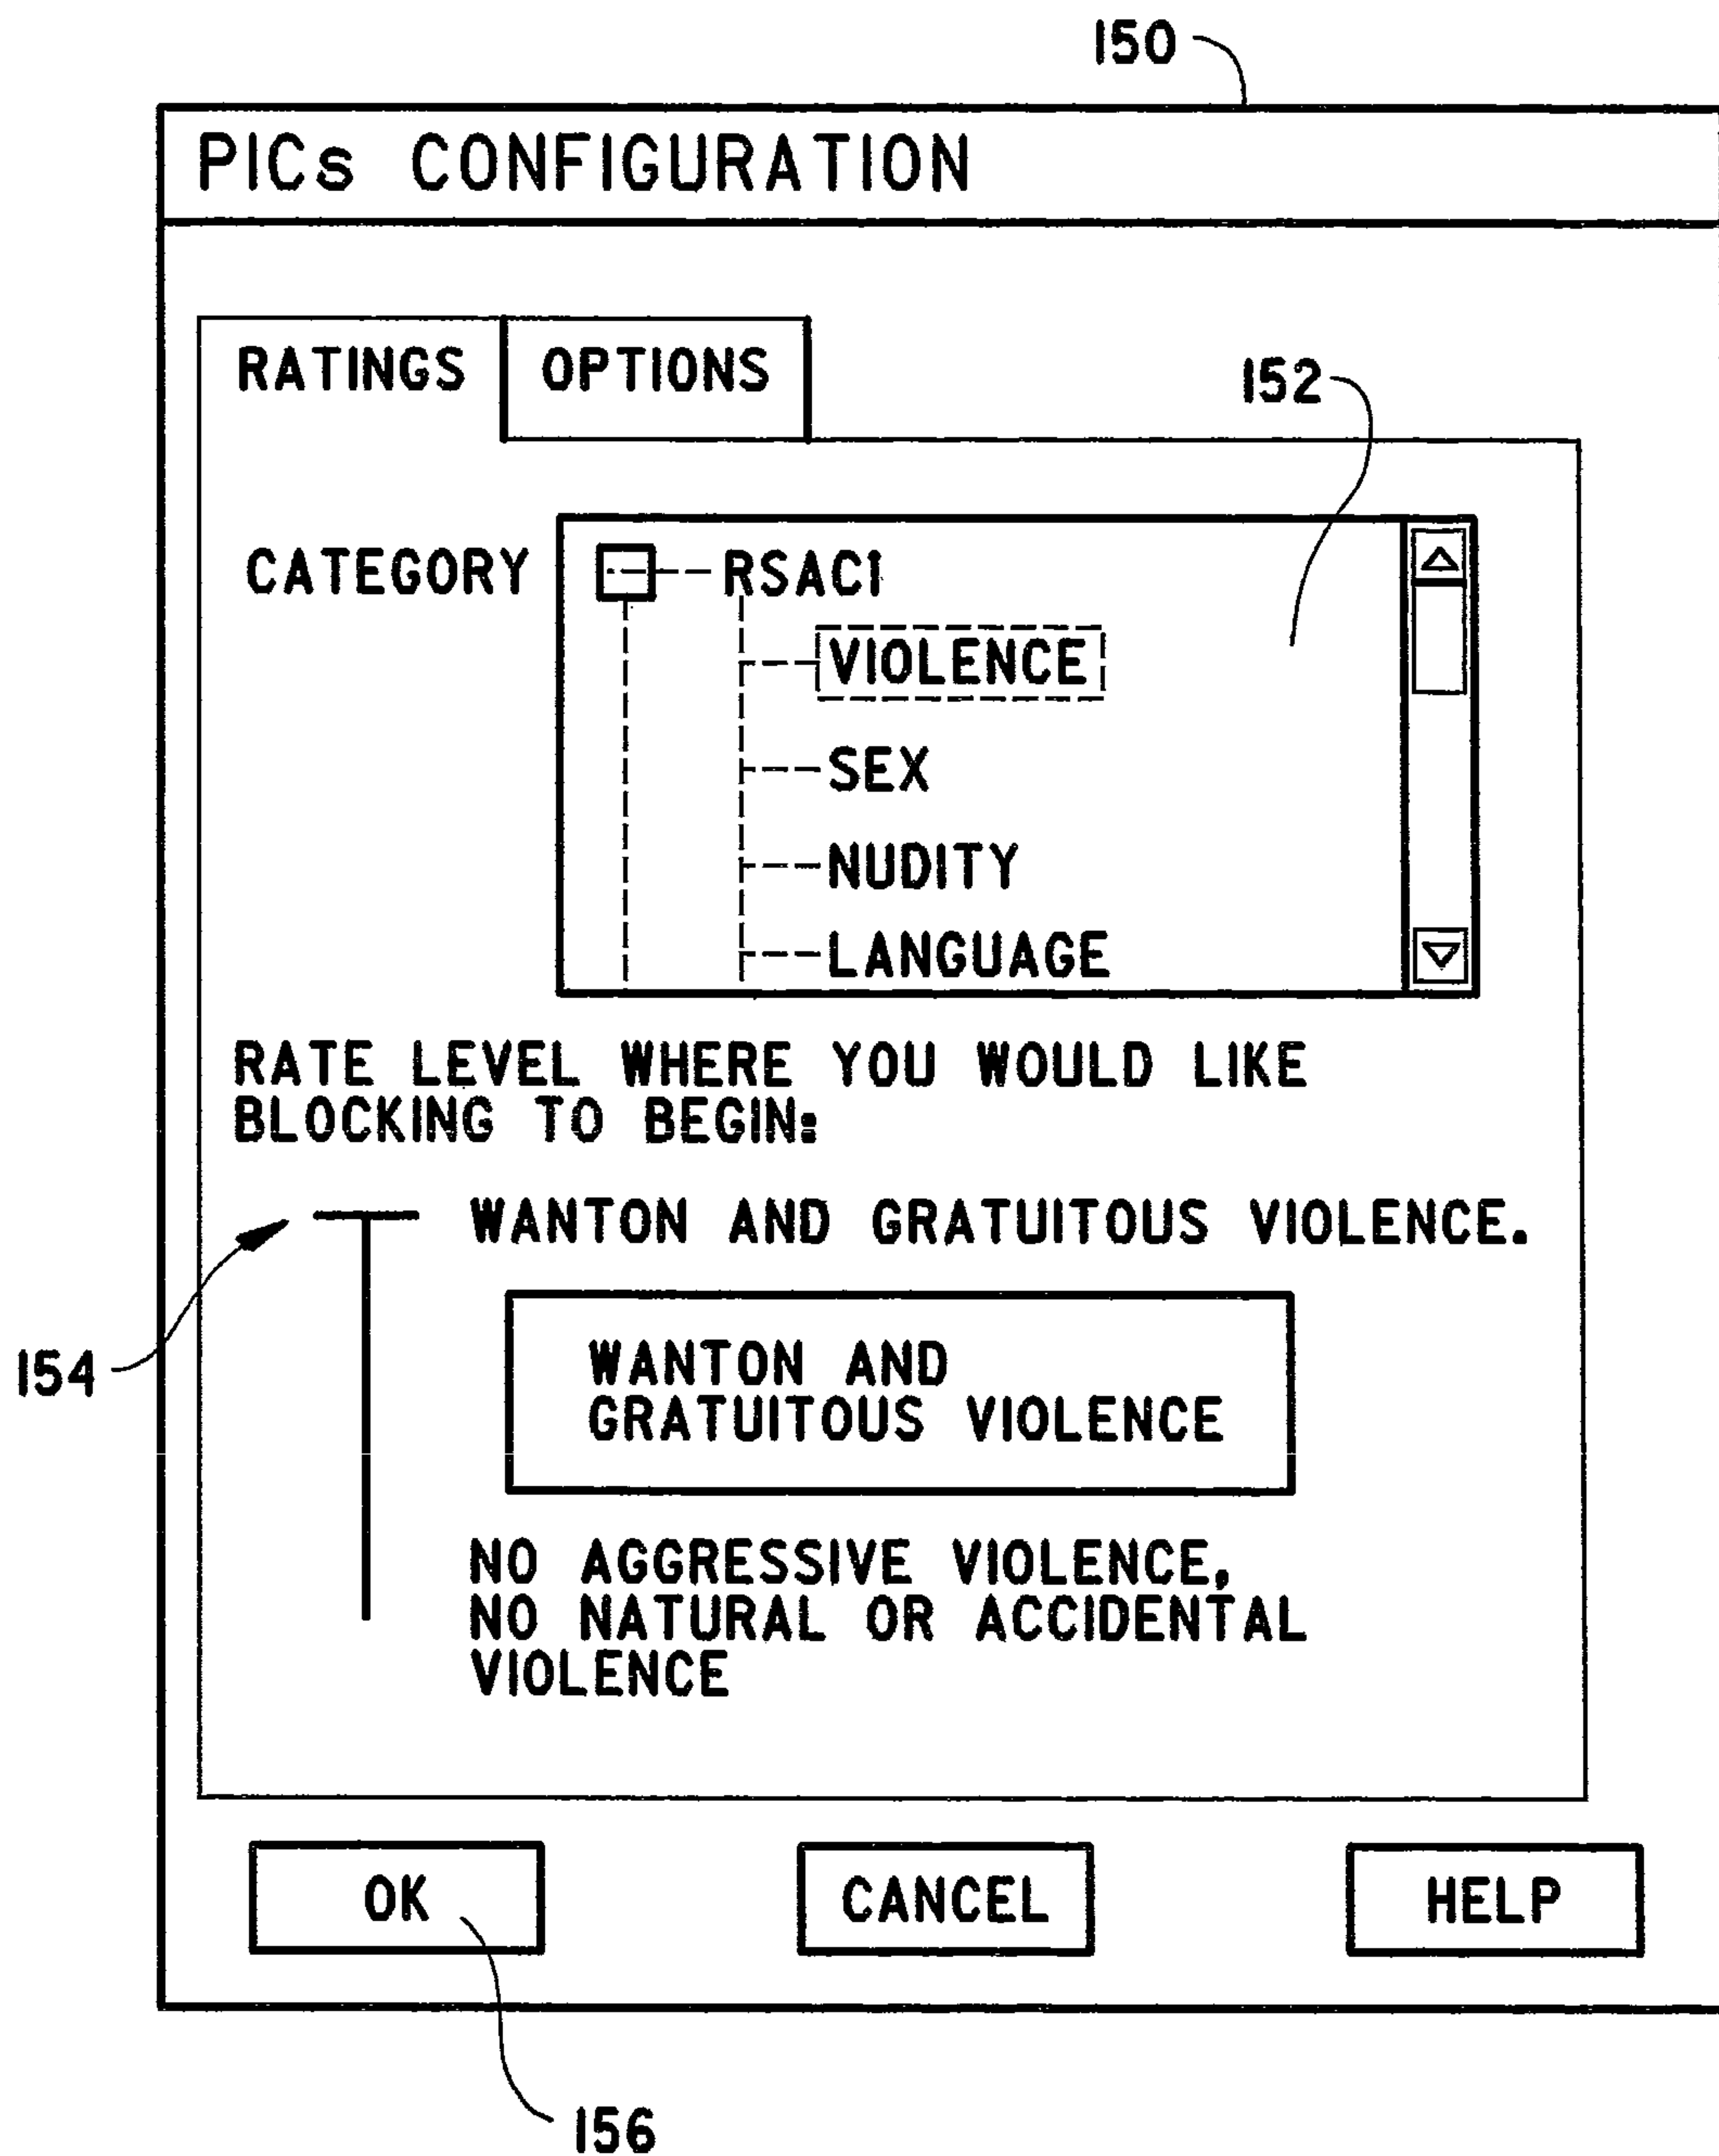 150
PICs CONFIGURATION
RATINGS OPTIONS
152
CATEGORY RSAC1
VIOLENCE
SEX
NUDITY
LANGUAGE
RATE LEVEL WHERE YOU WOULD LIKE
BLOCKING TO BEGIN:
WANTON AND GRATUITOUS VIOLENCE.
154
WANTON AND
GRATUITOUS VIOLENCE
NO AGGRESSIVE VIOLENCE,
NO NATURAL OR ACCIDENTAL
VIOLENCE
OK CANCEL HELP
156